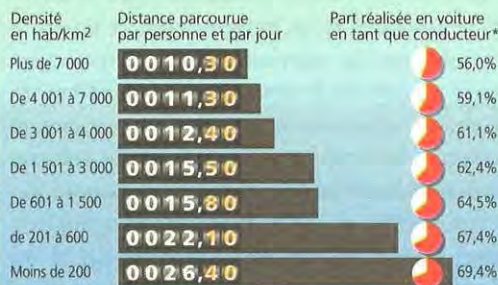 Densité Distance parcourue Part réalisée en voiture
en hab/km2 par personne et par jour en tant que conducteur*
Plus de 7 000 0010,30 56,0%
De 4 001 à 7 000 0011,30 59,1%
De 3 001 à 4 000 0012,40 61,1%
De 1 501 à 3 000 0015,50 62,4%
De 601 à 1 500 0015,80 64,5%
de 201 à 600 0022,10 67,4%
Moins de 200 0026,40 69,4%